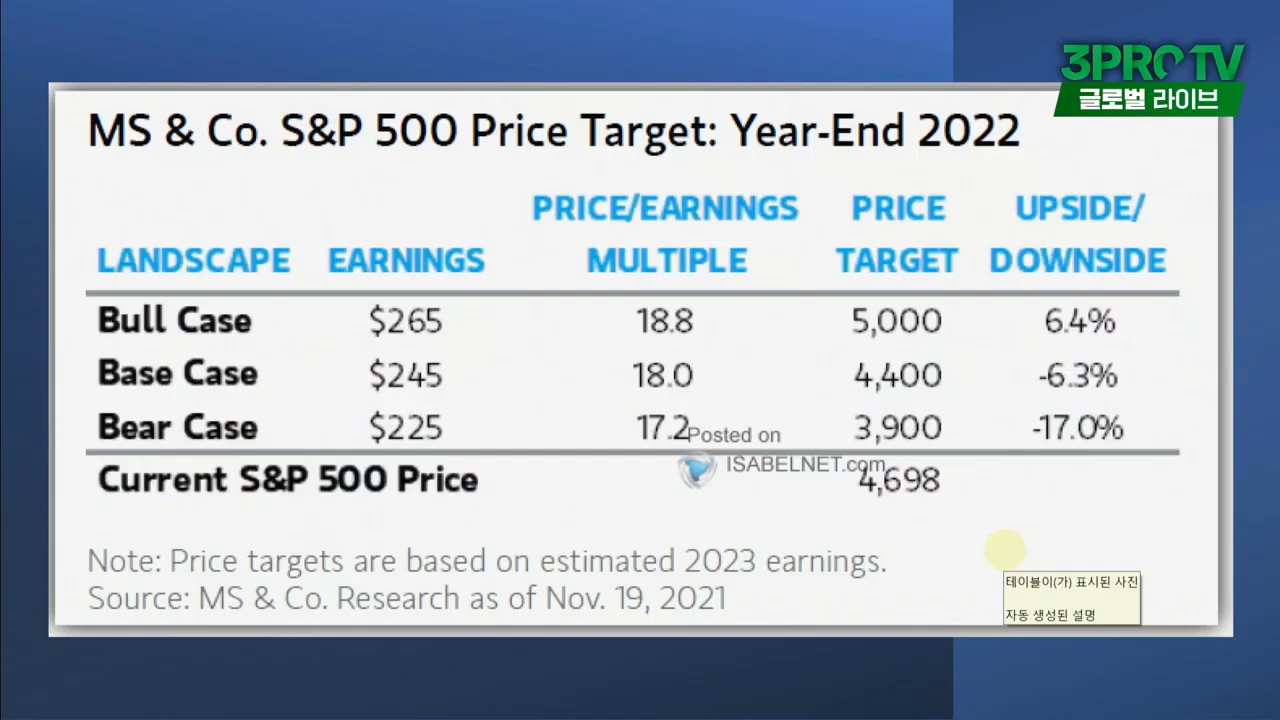 3PROTV
글로벌 라이브
MS & Co. S&P 500 Price Target: Year-End 2022
LANDSCAPE EARNINGS PRICE/EARNINGS MULTIPLE PRICE TARGET UPSIDE/DOWNSIDE
Bull Case $265 18.8 5,000 6.4%
Base Case $245 18.0 4,400 -6.3%
Bear Case $225 17.2 3,900 -17.0%
Posted on
ISABELNET.com
Current S&P 500 Price 4,698
Note: Price targets are based on estimated 2023 earnings.
Source: MS & Co. Research as of Nov. 19, 2021
테이블이(가) 표시된 사진
자동 생성된 설명